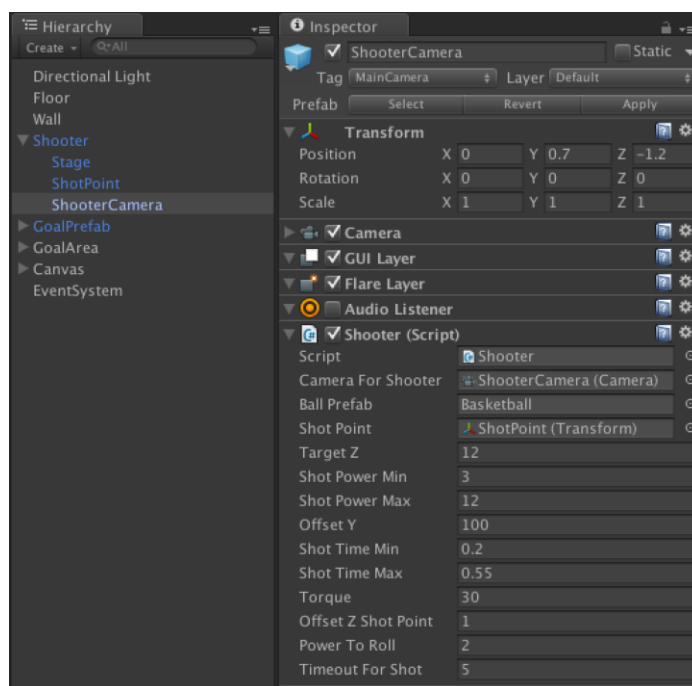 Hierarchy
Create
All
Directional Light
Floor
Wall
Shooter
Stage
ShotPoint
ShooterCamera
GoalPrefab
GoalArea
Canvas
EventSystem
Inspector
ShooterCamera Static
Tag MainCamera Layer Default
Prefab Select Revert Apply
Transform
Position X 0 Y 0.7 Z -1.2
Rotation X 0 Y 0 Z 0
Scale X 1 Y 1 Z 1
Camera
GUI Layer
Flare Layer
Audio Listener
Shooter (Script)
Script Shooter
Camera For Shooter ShooterCamera (Camera)
Ball Prefab Basketball
Shot Point ShotPoint (Transform)
Target Z 12
Shot Power Min 3
Shot Power Max 12
Offset Y 100
Shot Time Min 0.2
Shot Time Max 0.55
Torque 30
Offset Z Shot Point 1
Power To Roll 2
Timeout For Shot 5